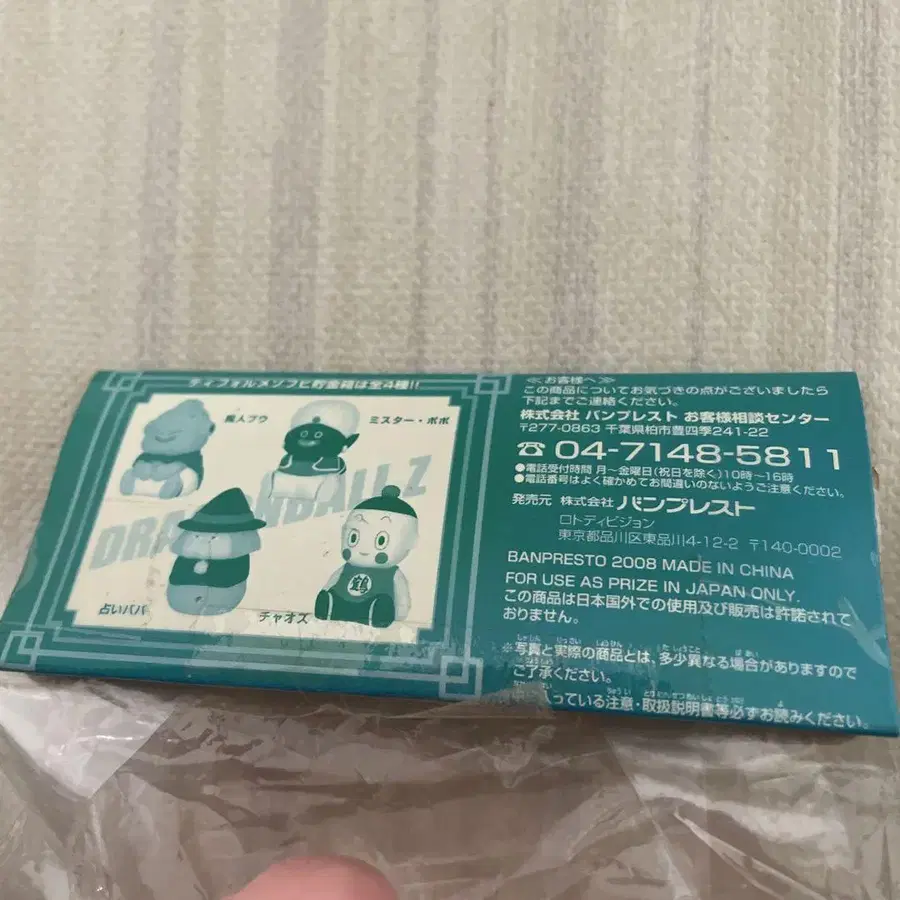 ディフォルメソフビ貯金箱は全4種!!
魔人ブウ
ミスター・ポポ
DRAGONBALL Z
占いババ
チャオズ
鶴
≪お客様へ≫
この商品についてお気づきの点がございましたら
下記までご連絡ください。
株式会社 バンプレスト お客様相談センター
〒277-0863 千葉県柏市豊四季241-22
☎ 04-7148-5811
●電話受付時間 月~金曜日(祝日を除く)10時~16時
●電話番号はよく確かめてお間違いのないようご注意ください。
発売元 株式会社 バンプレスト
ロトディビジョン
東京都品川区東品川4-12-2 〒140-0002
BANPRESTO 2008 MADE IN CHINA
FOR USE AS PRIZE IN JAPAN ONLY.
この商品は日本国外での使用及び販売は許諾されて
おりません。
※写真と実際の商品とは、多少異なる場合がありますので
ご了承ください。
っている注意・取扱説明書等必ずお読みください。